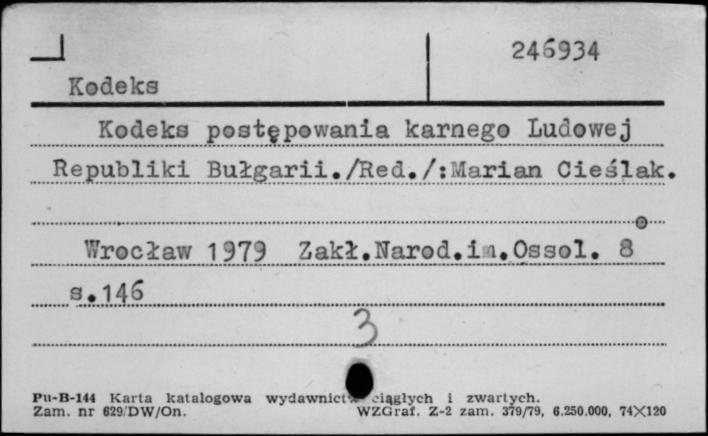 246934
Kodeks
Kodeks postępowania karnego Ludowej
Republiki Bułgarii./Red./:Marian Cieślak.
Wrocław 1979 Zakł.Narod.im.Ossol. 8°
s.146
3
Pu-B-144 Karta katalogowa wydawnictw ciągłych i zwartych.
Zam. nr 629/DW/On. WZGraf. Z-2 zam. 379/79, 6.250.000, 74×120